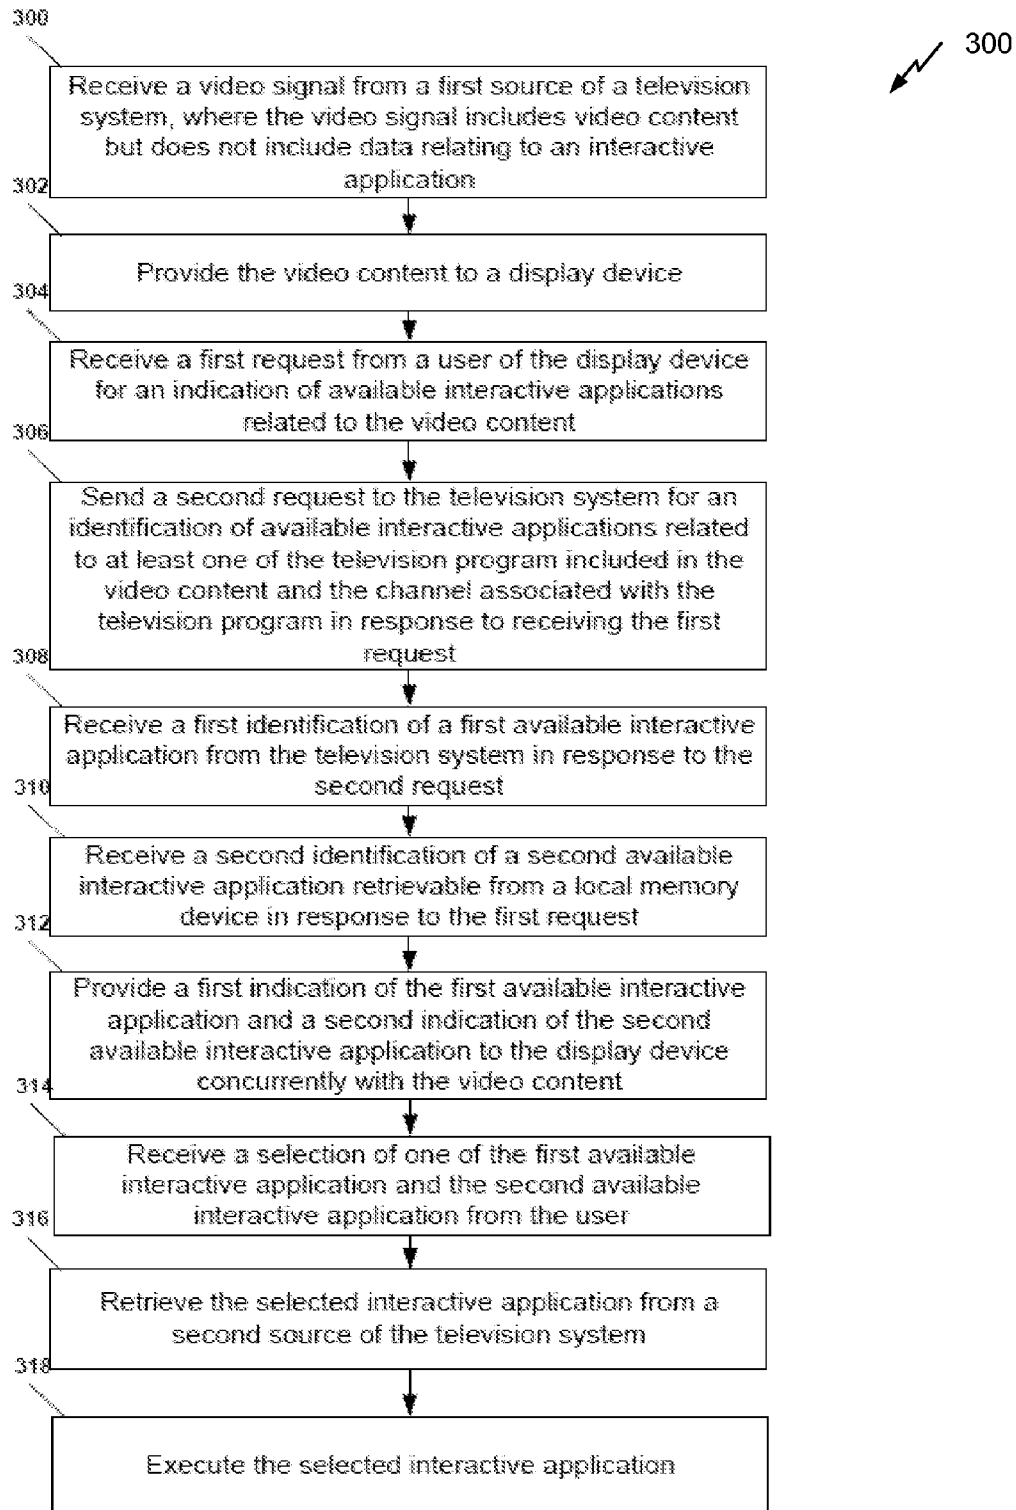 300
300
Receive a video signal from a first source of a television
system, where the video signal includes video content
but does not include data relating to an interactive
application
302
Provide the video content to a display device
304
Receive a first request from a user of the display device
for an indication of available interactive applications
related to the video content
306
Send a second request to the television system for an
identification of available interactive applications related
to at least one of the television program included in the
video content and the channel associated with the
television program in response to receiving the first
request
308
Receive a first identification of a first available interactive
application from the television system in response to the
second request
310
Receive a second identification of a second available
interactive application retrievable from a local memory
device in response to the first request
312
Provide a first indication of the first available interactive
application and a second indication of the second
available interactive application to the display device
concurrently with the video content
314
Receive a selection of one of the first available
interactive application and the second available
interactive application from the user
316
Retrieve the selected interactive application from a
second source of the television system
318
Execute the selected interactive application